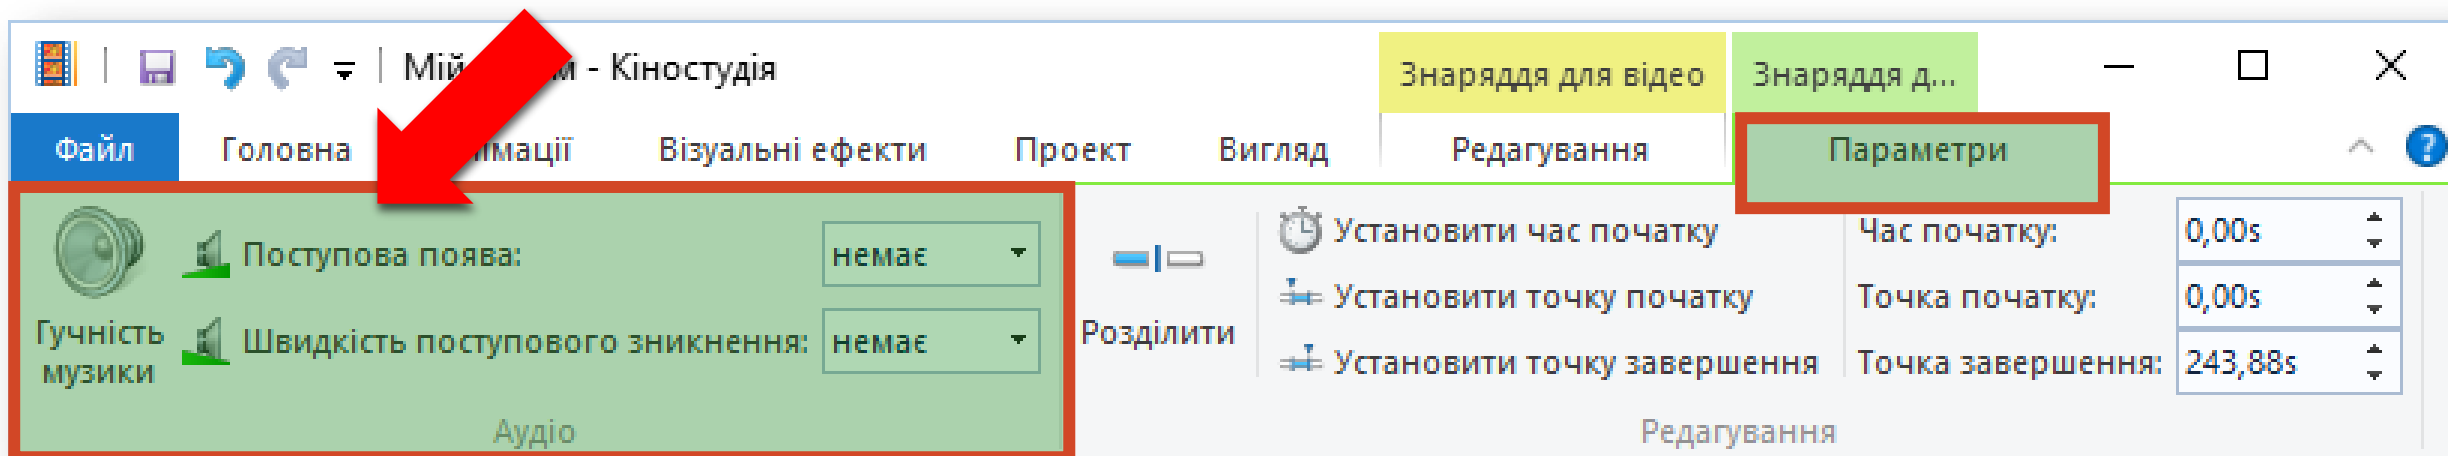 Мій - Кіностудія
Знаряддя для відео
Знаряддя д...
Файл Головна Візуальні ефекти Проект Вигляд Редагування Параметри
Поступова поява: немає
Швидкість поступового зникнення: немає
Гучність
музики
Аудіо
Розділити
Установити час початку
Установити точку початку
Установити точку завершення
Час початку: 0,00s
Точка початку: 0,00s
Точка завершення: 243,88s
Редагування